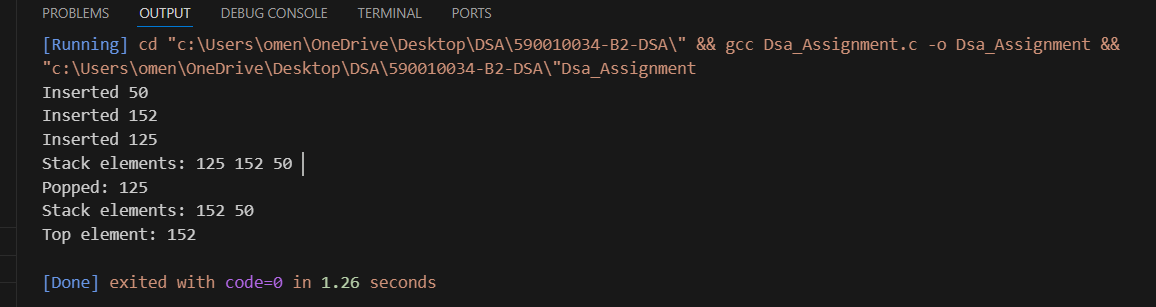 PROBLEMS OUTPUT DEBUG CONSOLE TERMINAL PORTS
[Running] cd "c:\Users\omen\OneDrive\Desktop\DSA\590010034-B2-DSA\" && gcc Dsa_Assignment.c -o Dsa_Assignment &&
"c:\Users\omen\OneDrive\Desktop\DSA\590010034-B2-DSA\"Dsa_Assignment
Inserted 50
Inserted 152
Inserted 125
Stack elements: 125 152 50
Popped: 125
Stack elements: 152 50
Top element: 152
[Done] exited with code=0 in 1.26 seconds